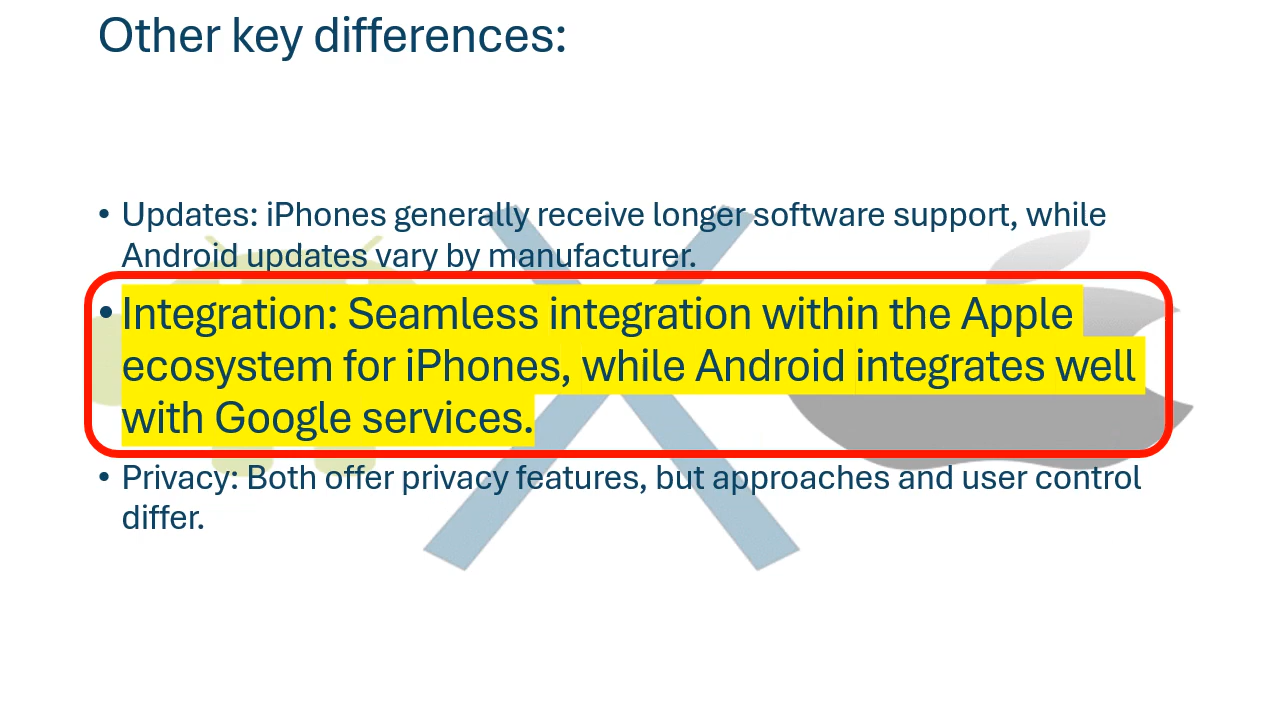 Other key differences:
• Updates: iPhones generally receive longer software support, while
Android updates vary by manufacturer.
• Integration: Seamless integration within the Apple
ecosystem for iPhones, while Android integrates well
with Google services.
• Privacy: Both offer privacy features, but approaches and user control
differ.